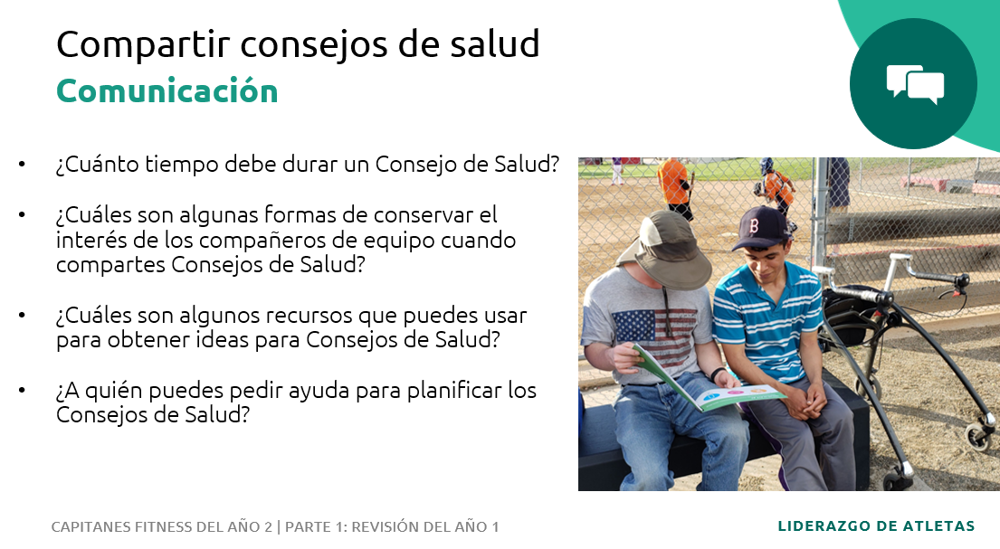 Compartir consejos de salud
Comunicación
• ¿Cuánto tiempo debe durar un Consejo de Salud?
• ¿Cuáles son algunas formas de conservar el
interés de los compañeros de equipo cuando
compartes Consejos de Salud?
• ¿Cuáles son algunos recursos que puedes usar
para obtener ideas para Consejos de Salud?
• ¿A quién puedes pedir ayuda para planificar los
Consejos de Salud?
B
CAPITANES FITNESS DEL AÑO 2 | PARTE 1: REVISIÓN DEL AÑO 1
LIDERAZGO DE ATLETAS